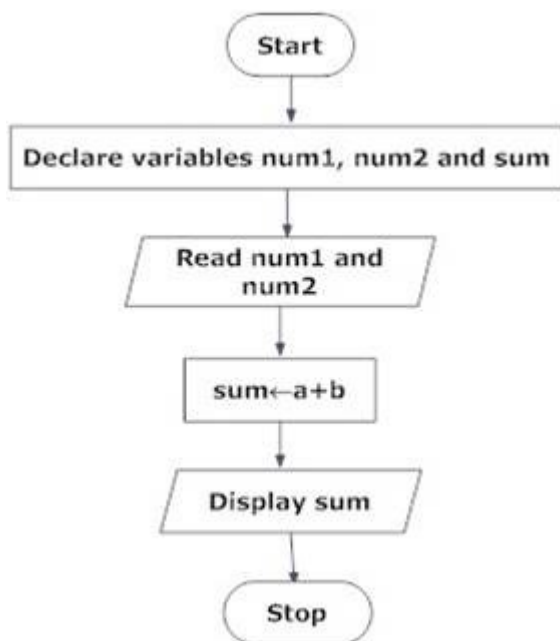 Start
Declare variables num1, num2 and sum
Read num1 and
num2
sum←a+b
Display sum
Stop